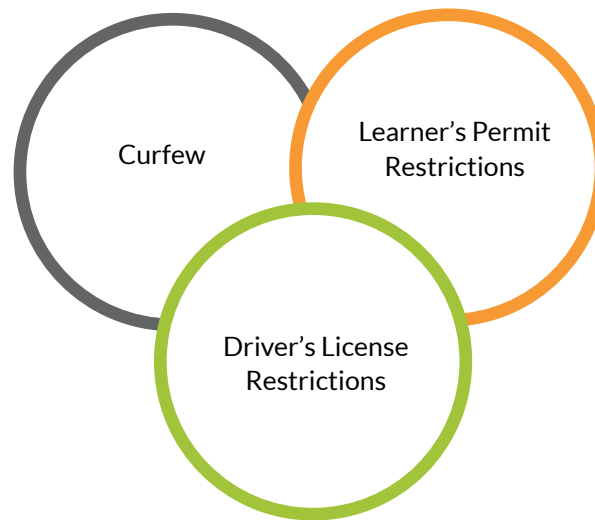 Curfew
Learner’s Permit
Restrictions
Driver’s License
Restrictions